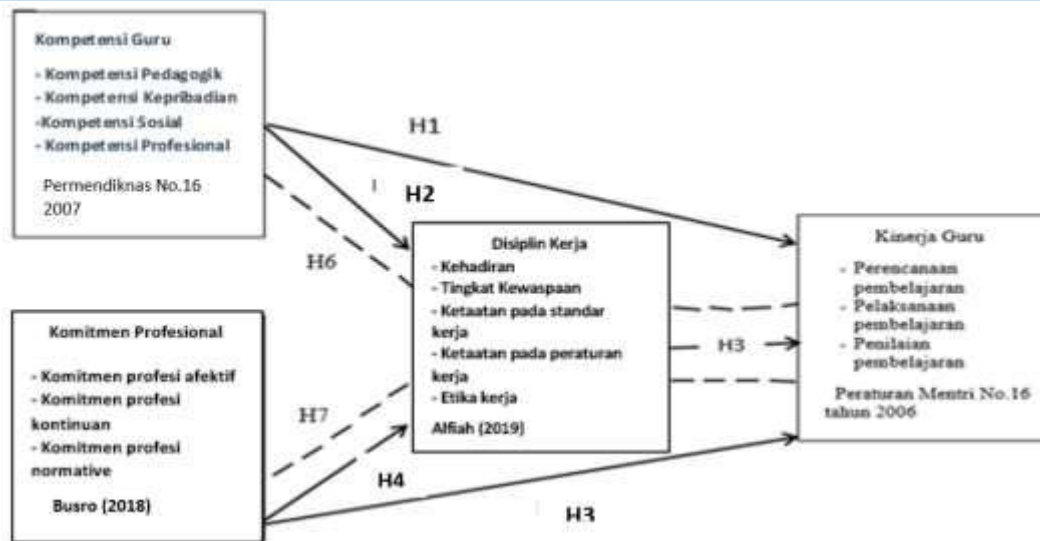 Kompetensi Guru
- Kompetensi Pedagogik
- Kompetensi Kepribadian
-Kompetensi Sosial
- Kompetensi Profesional
Permendiknas No.16
2007
H1
H2
H6
Disiplin Kerja
- Kehadiran
- Tingkat Kewaspaan
- Ketaatan pada standar
kerja
- Ketaatan pada peraturan
kerja
- Etika kerja
Alfiah (2019)
Kinerja Guru
- Perencanaan
pembelajaran
- Pelaksanaan
pembelajaran
- Penilaian
pembelajaran
Peraturan Mentri No.16
tahun 2006
H3
Komitmen Profesional
- Komitmen profesi afektif
- Komitmen profesi
kontinuan
- Komitmen profesi
normative
Busro (2018)
H7
H4
H3